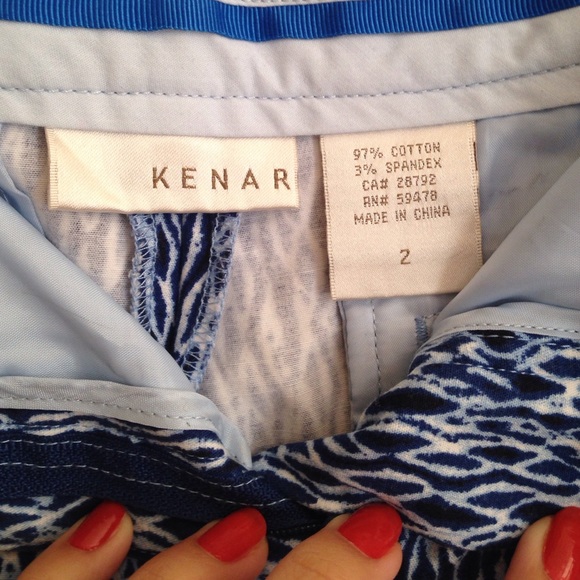 KENAR
97% COTTON
3% SPANDEX
CA# 28792
RN# 59478
MADE IN CHINA
2